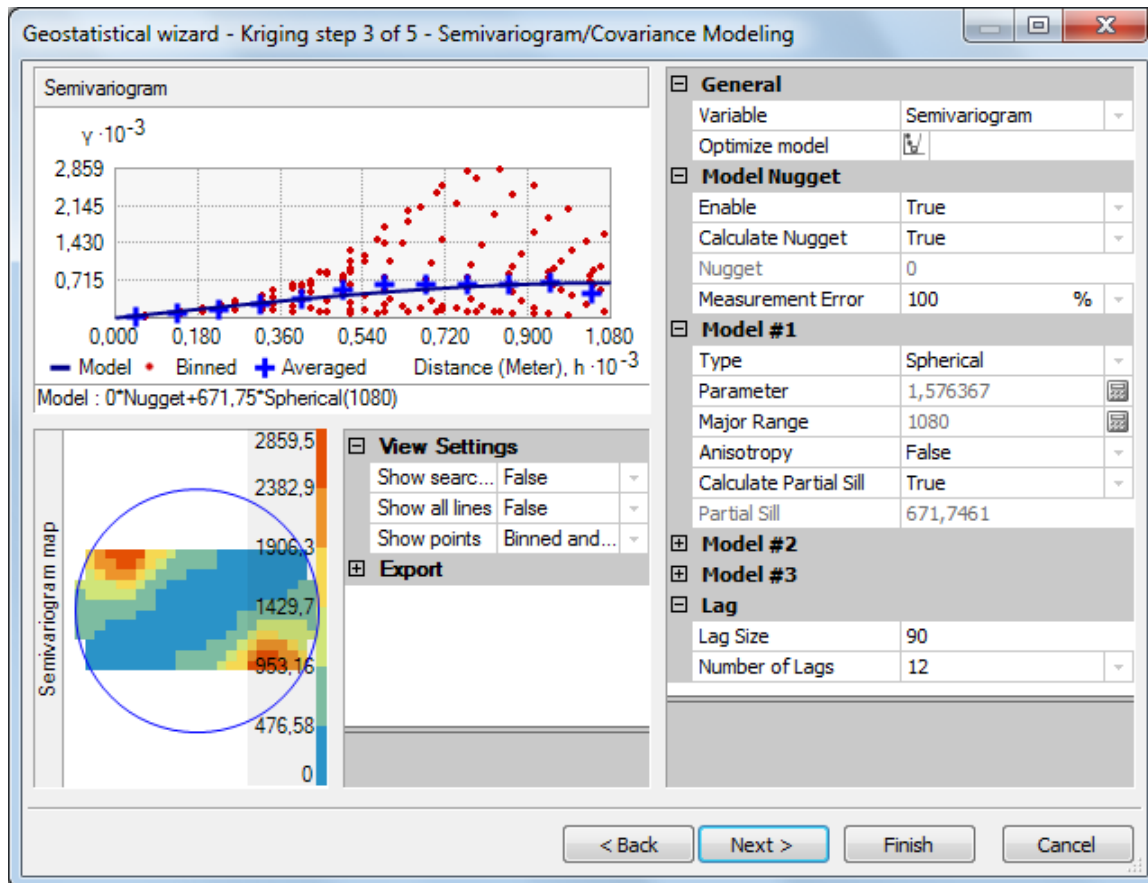 Geostatistical wizard - Kriging step 3 of 5 - Semivariogram/Covariance Modeling
Semivariogram
γ ·10⁻³
2,859
2,145
1,430
0,715
0,000 0,180 0,360 0,540 0,720 0,900 1,080
Model Binned Averaged Distance (Meter), h ·10⁻³
Model : 0*Nugget+671,75*Spherical(1080)
Semivariogram map
2859,5
2382,9
1906,3
1429,7
953,16
476,58
0
View Settings
Show searc... False
Show all lines False
Show points Binned and...
Export
General
Variable Semivariogram
Optimize model
Model Nugget
Enable True
Calculate Nugget True
Nugget 0
Measurement Error 100 %
Model #1
Type Spherical
Parameter 1,576367
Major Range 1080
Anisotropy False
Calculate Partial Sill True
Partial Sill 671,7461
Model #2
Model #3
Lag
Lag Size 90
Number of Lags 12
< Back Next > Finish Cancel